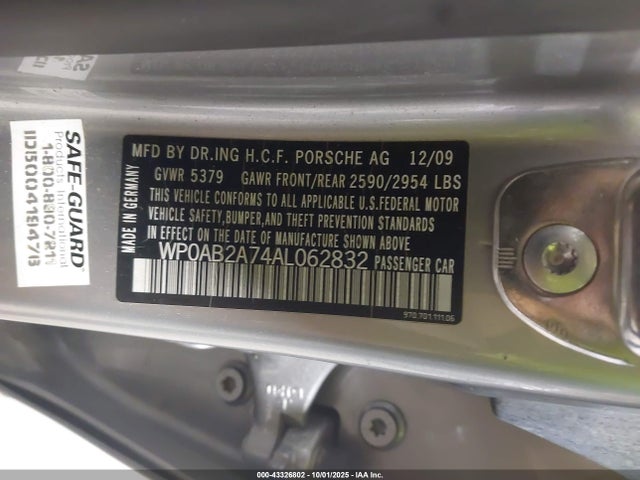 MFD BY DR.ING H.C.F. PORSCHE AG 12/09
GVWR 5379 GAWR FRONT/REAR 2590/2954 LBS
THIS VEHICLE CONFORMS TO ALL APPLICABLE U.S. FEDERAL MOTOR
VEHICLE SAFETY, BUMPER, AND THEFT PREVENTION STANDARDS
IN EFFECT ON THE DATE OF MANUFACTURE SHOWN ABOVE
WP0AB2A74AL062832 PASSENGER CAR
970.701.111.06
MADE IN GERMANY
SAFE-GUARD
Products International
1-800-890-7211
000-43326802 - 10/01/2025 - IAA Inc.